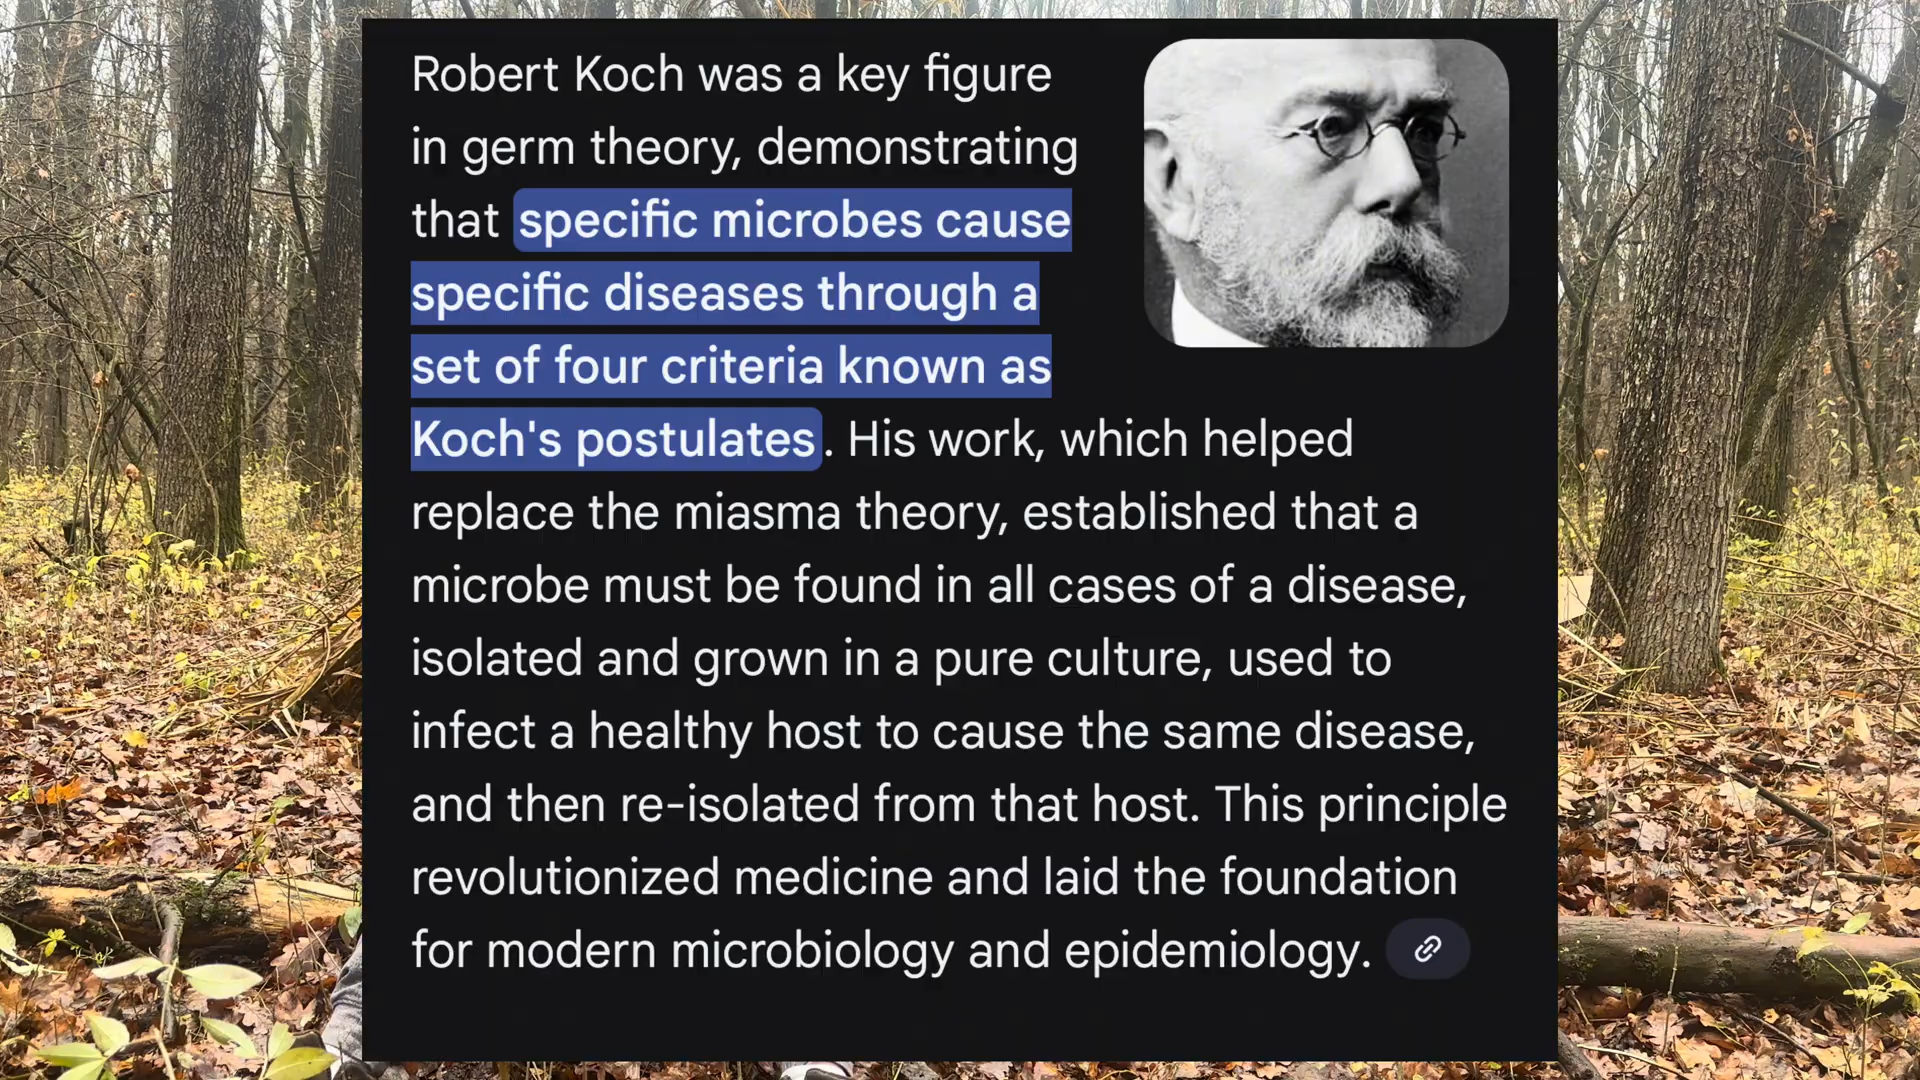 Robert Koch was a key figure
in germ theory, demonstrating
that specific microbes cause
specific diseases through a
set of four criteria known as
Koch's postulates. His work, which helped
replace the miasma theory, established that a
microbe must be found in all cases of a disease,
isolated and grown in a pure culture, used to
infect a healthy host to cause the same disease,
and then re-isolated from that host. This principle
revolutionized medicine and laid the foundation
for modern microbiology and epidemiology.